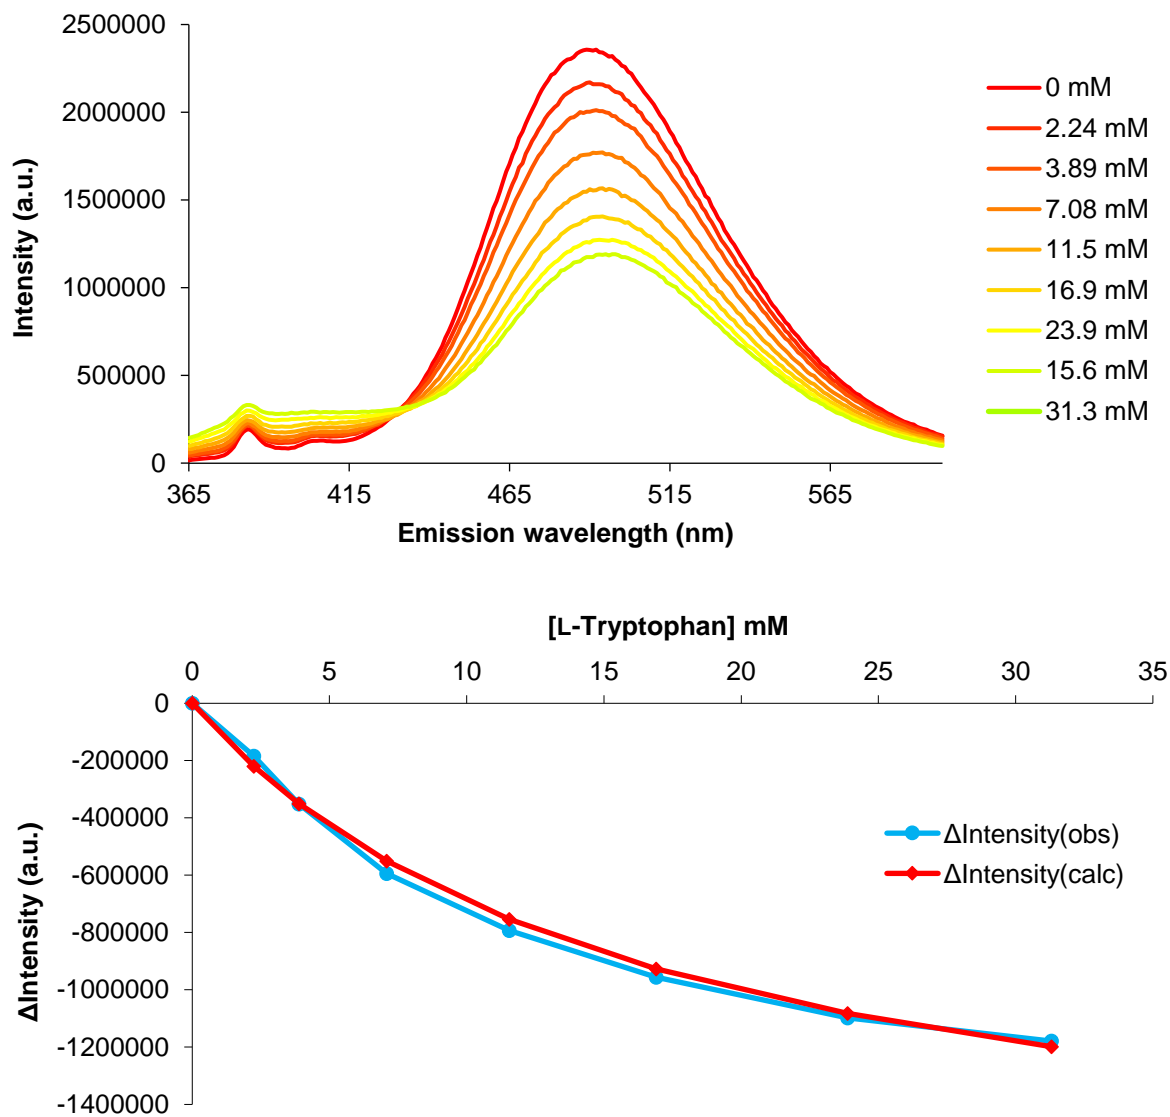 2500000
2000000
1500000
1000000
500000
0
Intensity (a.u.)
365 415 465 515 565
Emission wavelength (nm)
0 mM
2.24 mM
3.89 mM
7.08 mM
11.5 mM
16.9 mM
23.9 mM
15.6 mM
31.3 mM
[L-Tryptophan] mM
0 5 10 15 20 25 30 35
0
-200000
-400000
-600000
-800000
-1000000
-1200000
-1400000
ΔIntensity (a.u.)
ΔIntensity(obs)
ΔIntensity(calc)